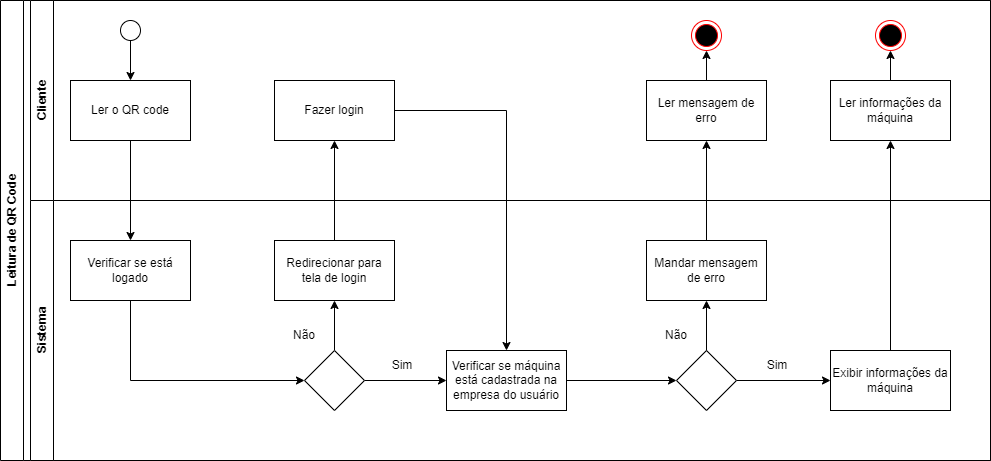 Leitura de QR Code
Cliente
Ler o QR code
Fazer login
Ler mensagem de
erro
Ler informações da
máquina
Sistema
Verificar se está
logado
Redirecionar para
tela de login
Mandar mensagem
de erro
Não
Não
Sim
Verificar se máquina
está cadastrada na
empresa do usuário
Sim
Exibir informações da
máquina